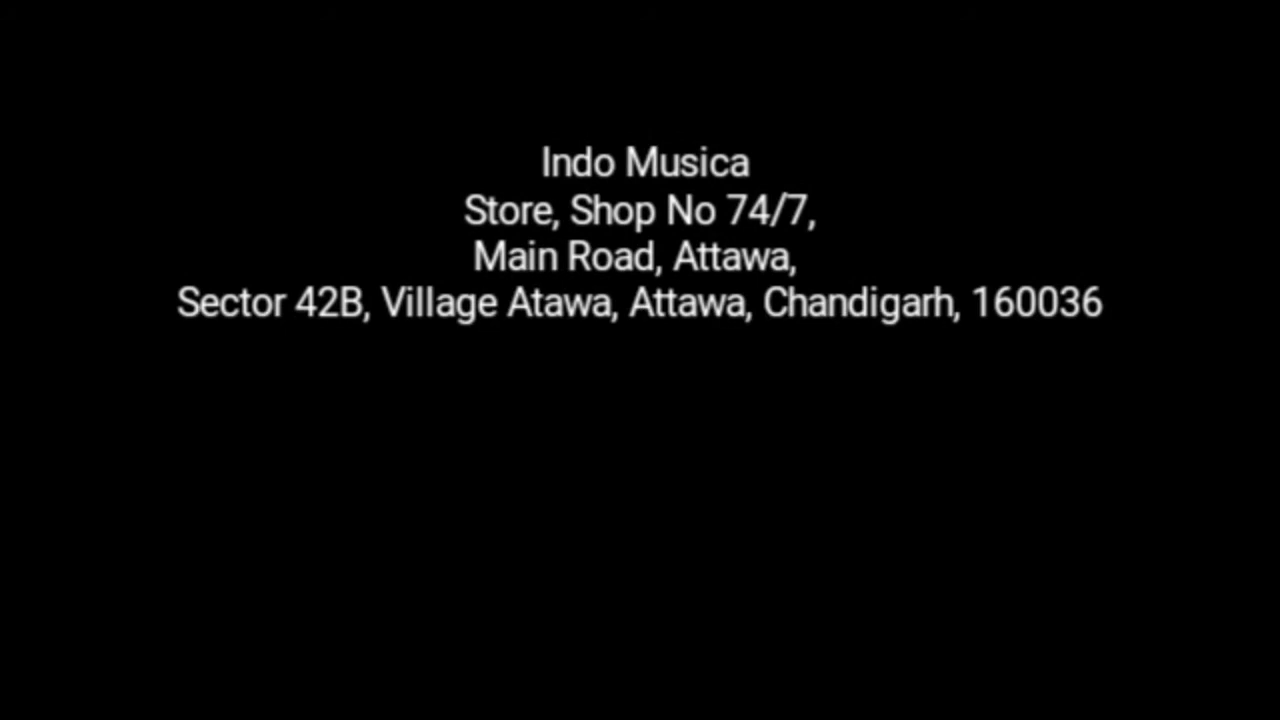 Indo Musica
Store, Shop No 74/7,
Main Road, Attawa,
Sector 42B, Village Atawa, Attawa, Chandigarh, 160036